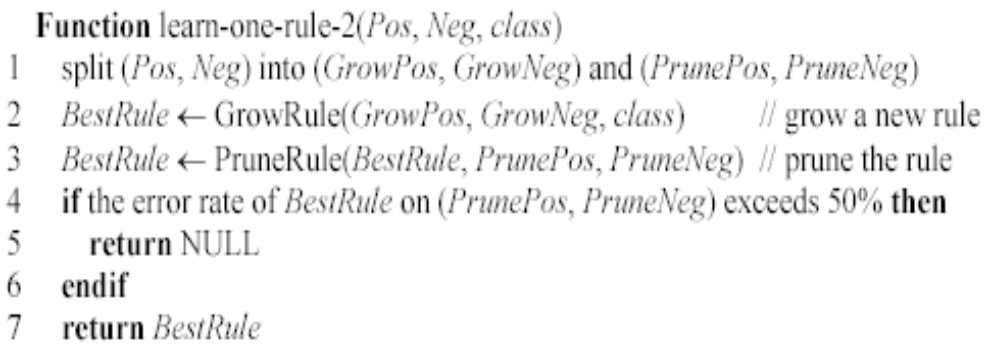 Function learn-one-rule-2(Pos, Neg, class)
1 split (Pos, Neg) into (GrowPos, GrowNeg) and (PrunePos, PruneNeg)
2 BestRule ← GrowRule(GrowPos, GrowNeg, class) // grow a new rule
3 BestRule ← PruneRule(BestRule, PrunePos, PruneNeg) // prune the rule
4 if the error rate of BestRule on (PrunePos, PruneNeg) exceeds 50% then
5 return NULL
6 endif
7 return BestRule